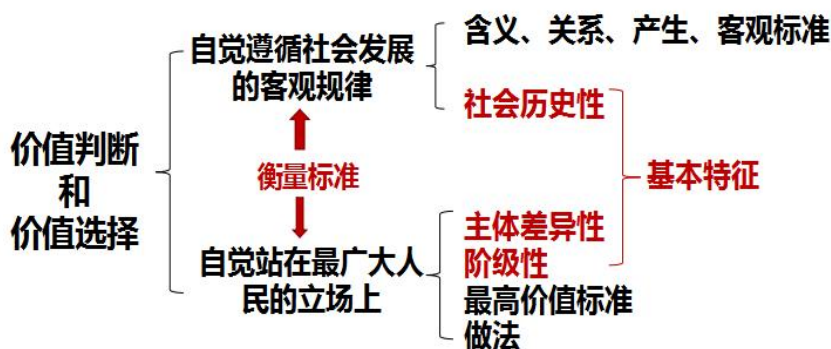 价值判断
和
价值选择
自觉遵循社会发展
的客观规律
衡量标准
自觉站在最广大人
民的立场上
含义、关系、产生、客观标准
社会历史性
主体差异性
阶级性
最高价值标准
做法
基本特征